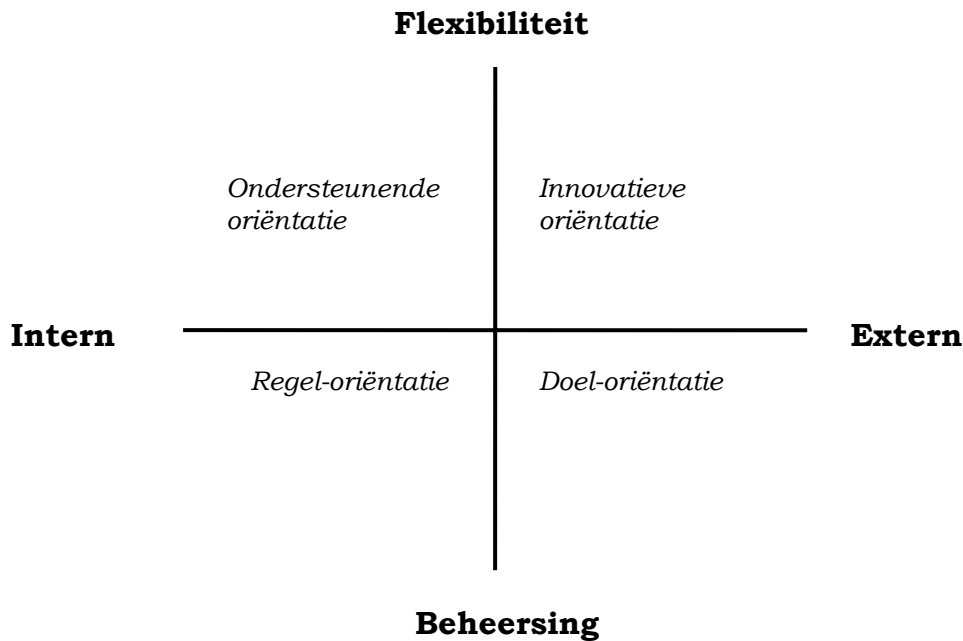 Flexibiliteit
Ondersteunende
oriëntatie
Innovatieve
oriëntatie
Intern
Extern
Regel-oriëntatie
Doel-oriëntatie
Beheersing